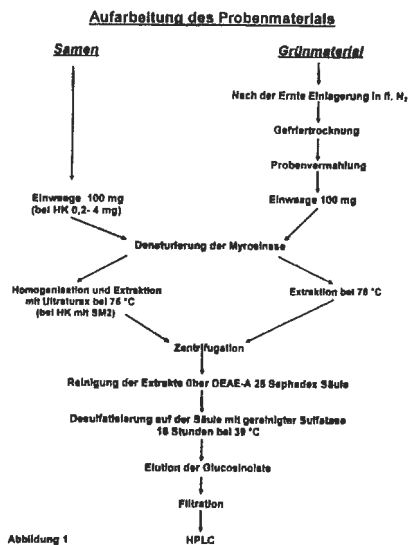 Aufarbeitung des Probenmaterials
Samen
Grünmaterial
Nach der Ernte Einlagerung in fl. N₂
Gefriertrocknung
Probenvermahlung
Einwaage 100 mg
(bei HK 0,2- 4 mg)
Einwaage 100 mg
Denaturierung der Myrosinase
Homogenisation und Extraktion
mit Ultraturax bei 75 °C
(bei HK mit SM2)
Extraktion bei 75 °C
Zentrifugation
Reinigung der Extrakte über DEAE-A 25 Sephadex Säule
Desulfatisierung auf der Säule mit gereinigter Sulfatase
16 Stunden bei 39 °C
Elution der Glucosinolate
Filtration
Abbildung 1
HPLC